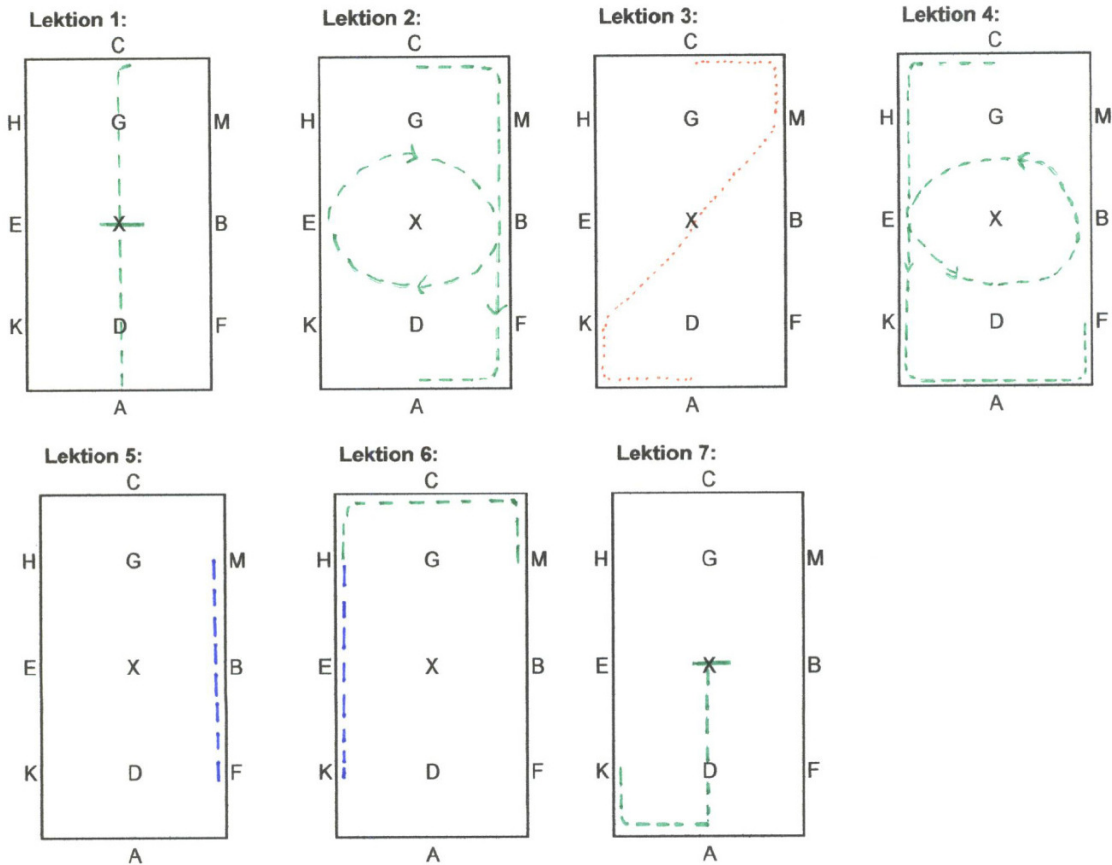 Lektion 1:
C
H G M
E X B
K D F
A
Lektion 2:
C
H G M
E X B
K D F
A
Lektion 3:
C
H G M
E X B
K D F
A
Lektion 4:
C
H G M
E X B
K D F
A
Lektion 5:
C
H G M
E X B
K D F
A
Lektion 6:
C
H G M
E X B
K D F
A
Lektion 7:
C
H G M
E X B
K D F
A